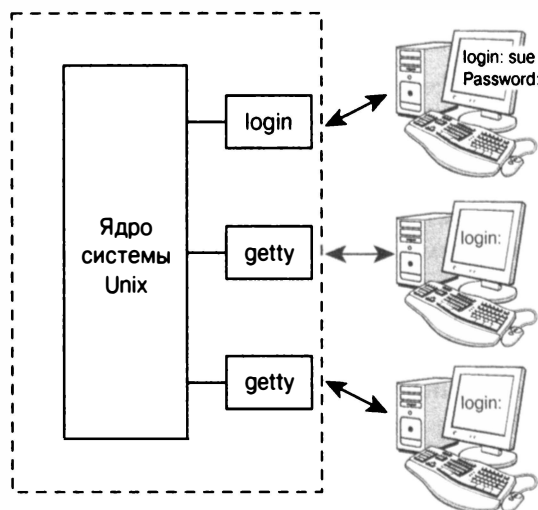 login: sue
Password:
login
Ядро
системы
Unix
getty
login:
getty
login: